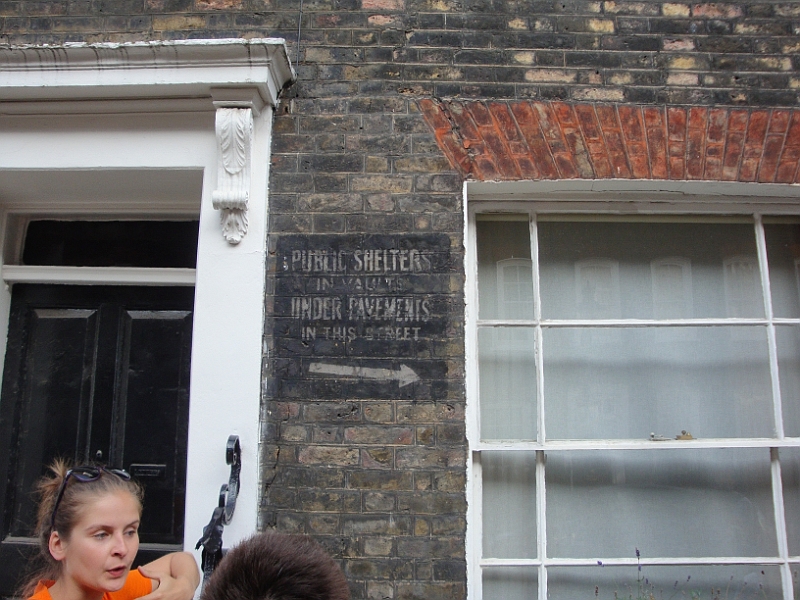 PUBLIC SHELTERS
IN VAULTS
UNDER PAVEMENTS
IN THIS STREET